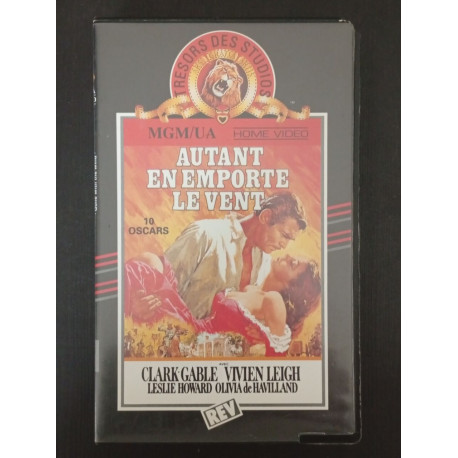 TRESORS DES STUDIOS
MGM/UA HOME VIDEO
AUTANT
EN EMPORTE
LE VENT
10
OSCARS
AVEC
CLARK GABLE VIVIEN LEIGH
LESLIE HOWARD OLIVIA de HAVILLAND
REV